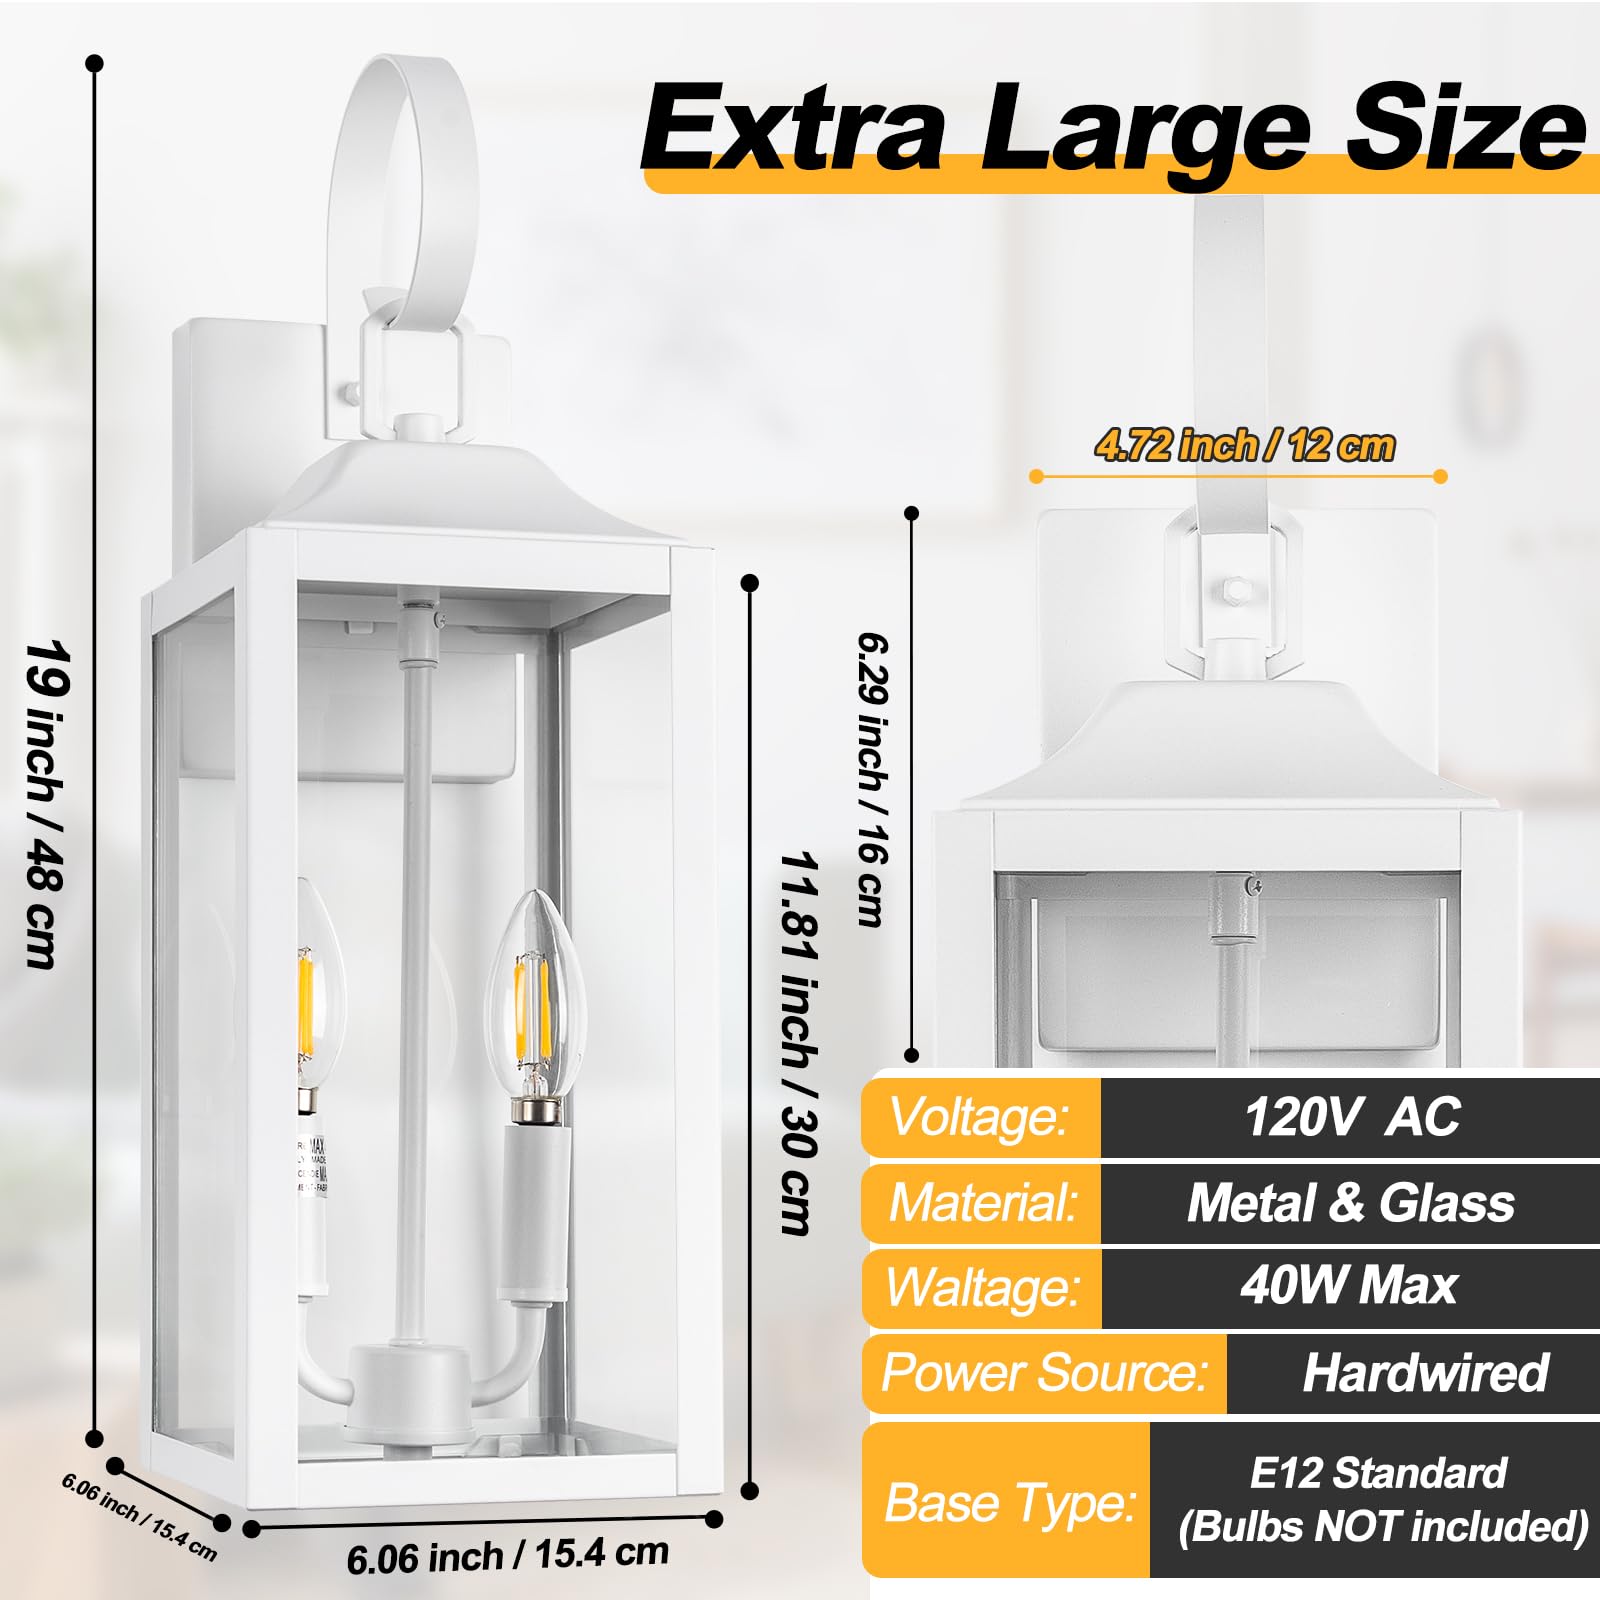 Extra Large Size
4.72 inch / 12 cm
19 inch / 48 cm
6.29 inch / 16 cm
11.81 inch / 30 cm
6.06 inch / 15.4 cm
6.06 inch / 15.4 cm
Voltage: 120V AC
Material: Metal & Glass
Waltage: 40W Max
Power Source: Hardwired
Base Type: E12 Standard
(Bulbs NOT included)